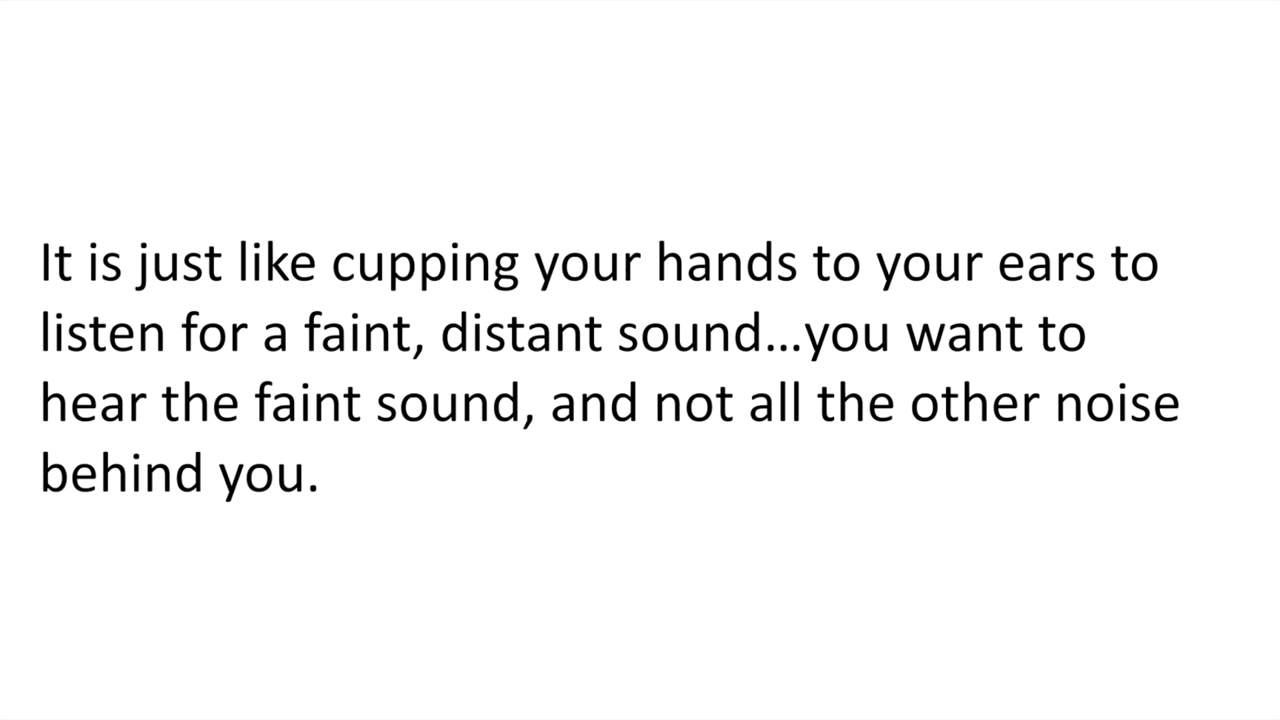 It is just like cupping your hands to your ears to
listen for a faint, distant sound…you want to
hear the faint sound, and not all the other noise
behind you.